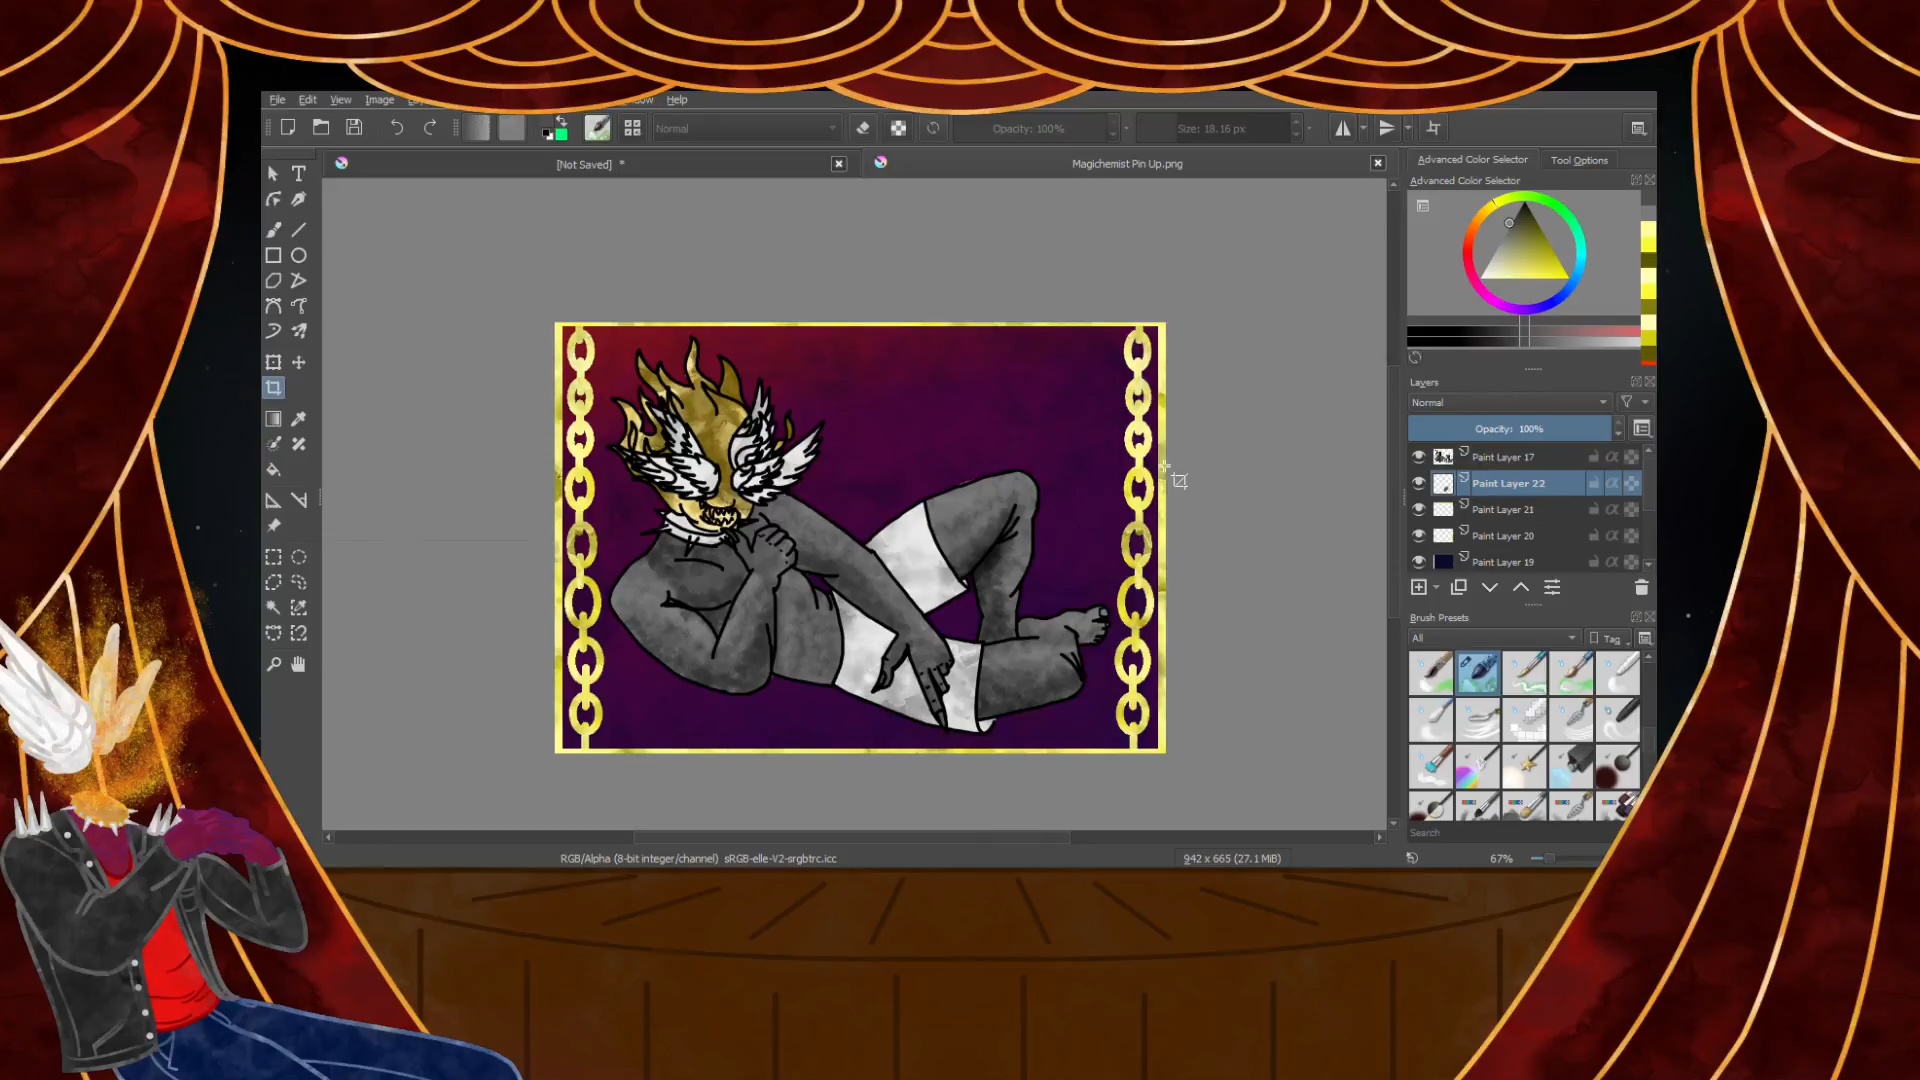 File Edit View Image Help
Normal
Opacity: 100%
Size: 18.16 px
[Not Saved] *
Magichemist Pin Up.png
Advanced Color Selector
Tool Options
Advanced Color Selector
Layers
Normal
Opacity: 100%
Paint Layer 17
Paint Layer 22
Paint Layer 21
Paint Layer 20
Paint Layer 19
Brush Presets
All
Tag
Search
RGB/Alpha (8-bit integer/channel) sRGB-elle-V2-srgbtrc.icc
942 x 665 (27.1 MiB)
67%